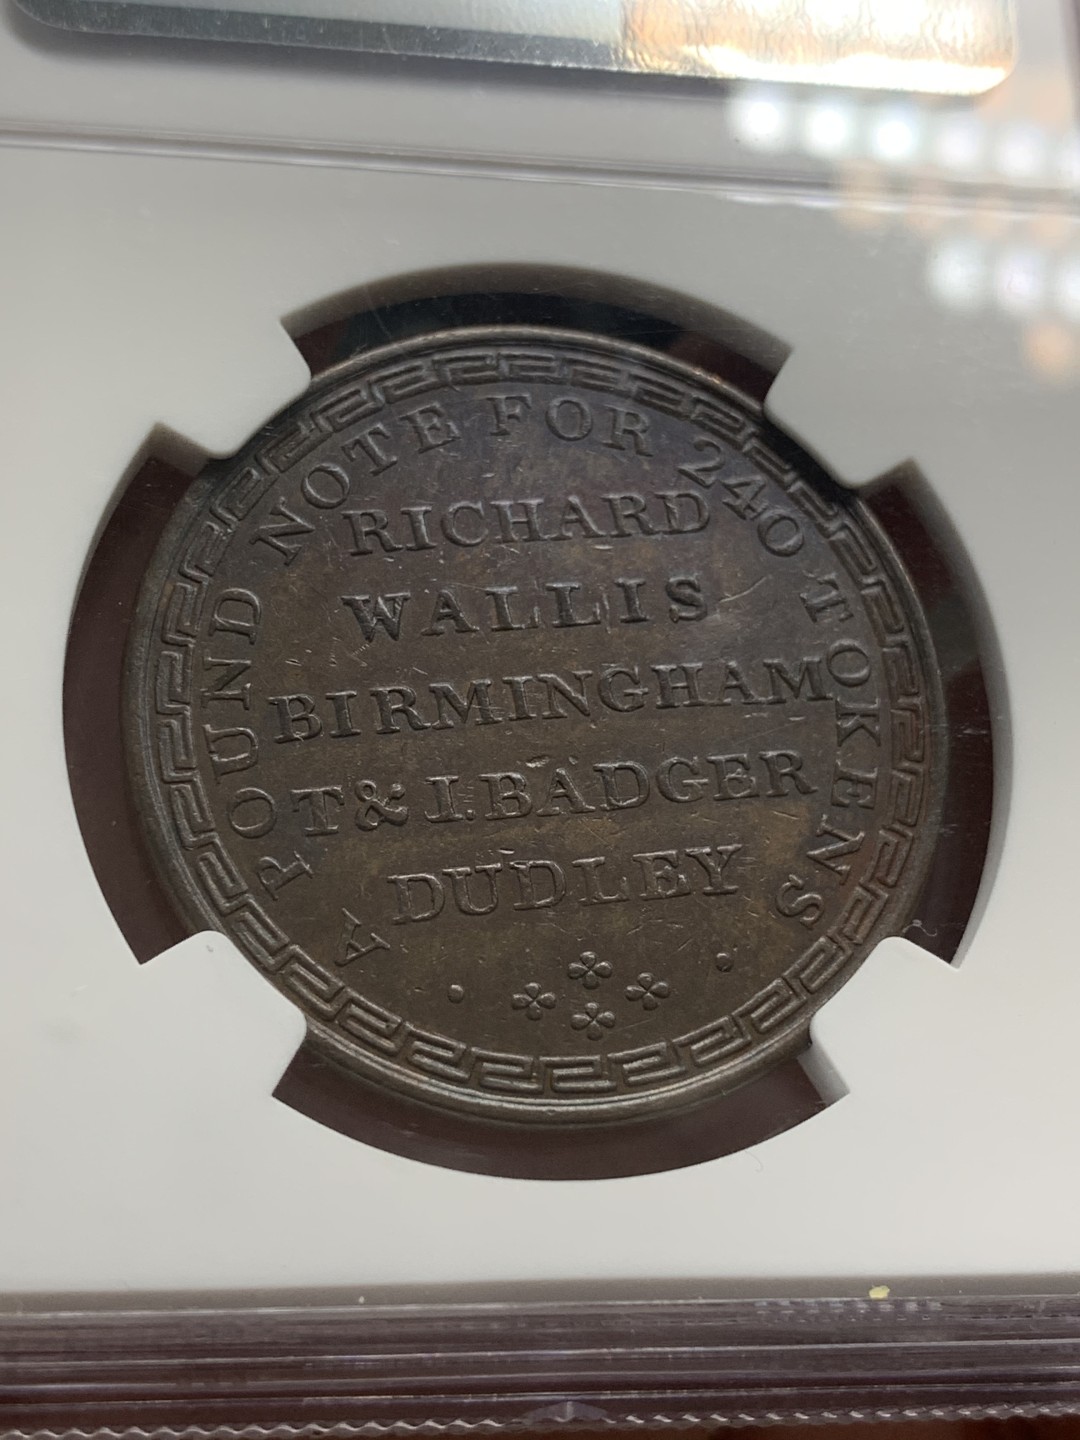 A POUND NOTE FOR 240 TOKENS
RICHARD
WALLIS
BIRMINGHAM
T & J. BADGER
DUDLEY